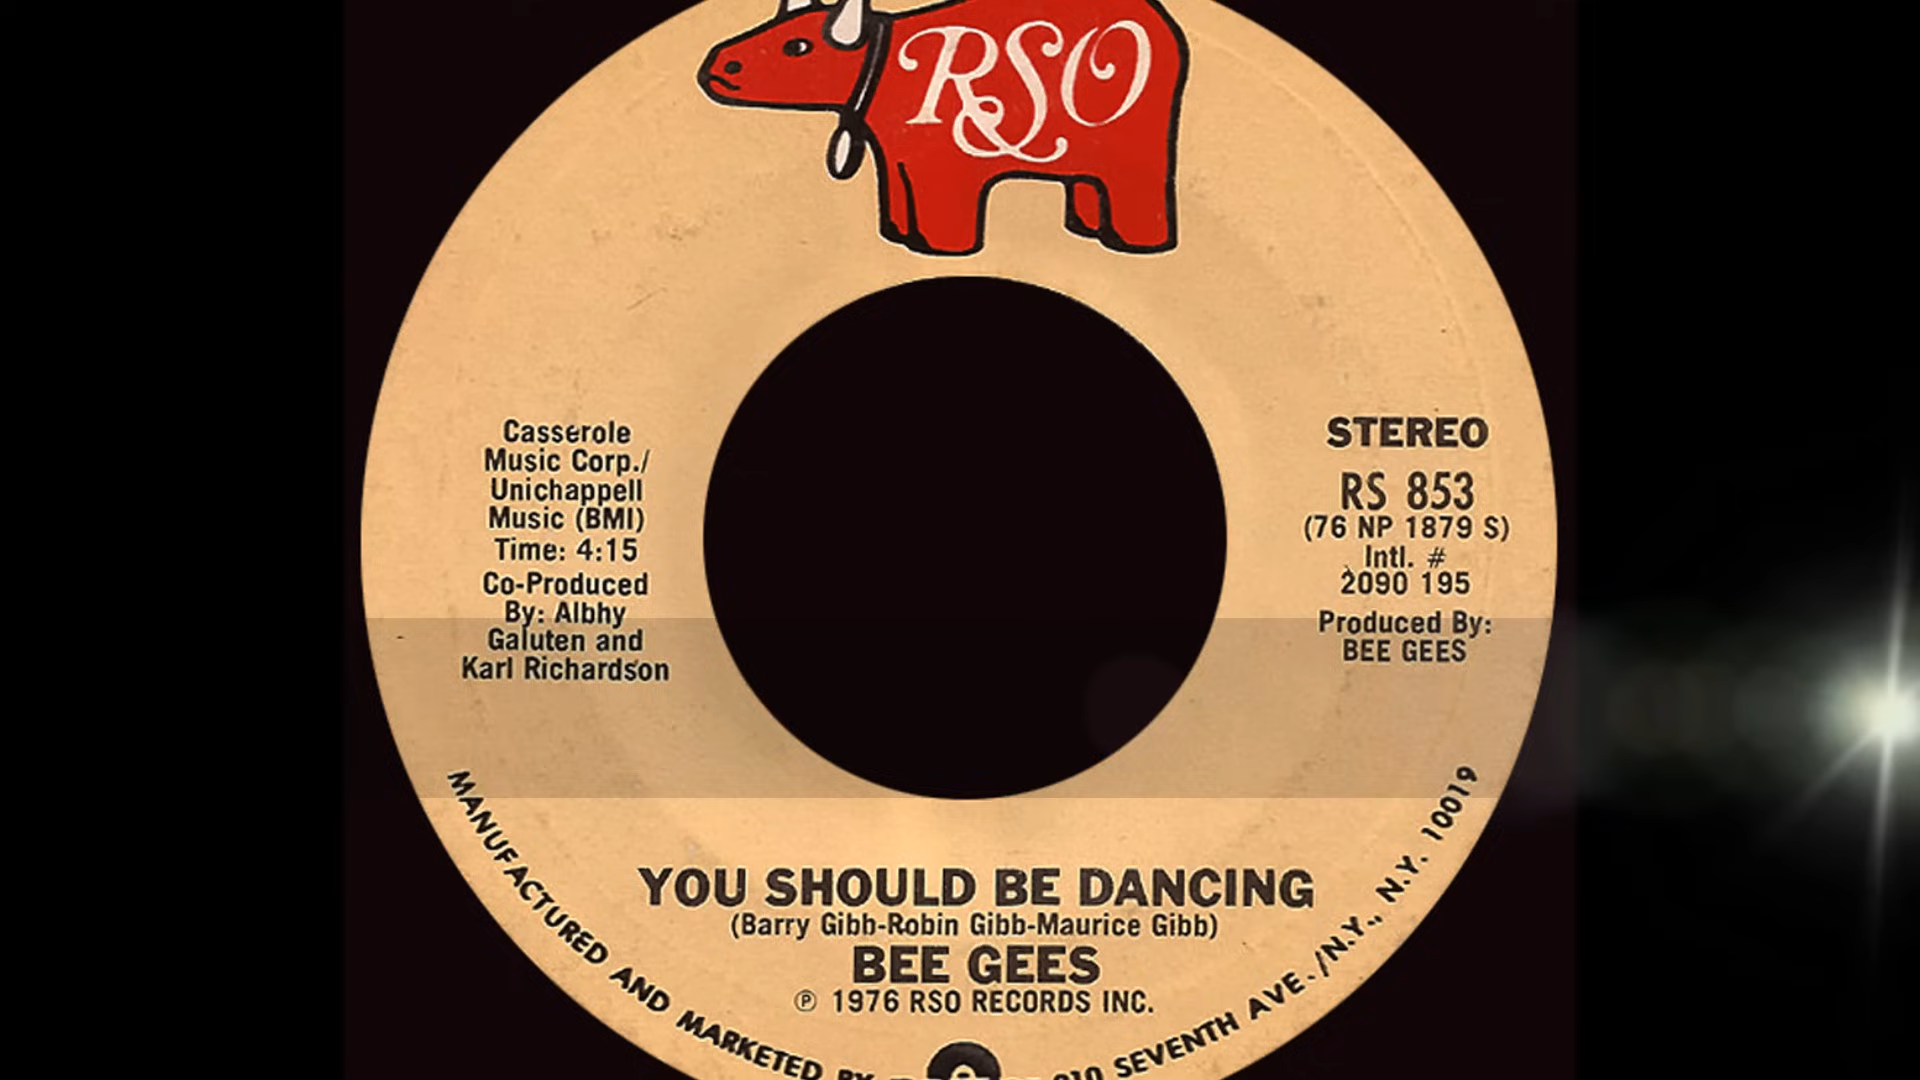 RSO
Casserole
Music Corp./
Unichappell
Music (BMI)
Time: 4:15
Co-Produced
By: Albhy
Galuten and
Karl Richardson
STEREO
RS 853
(76 NP 1879 S)
Intl. #
2090 195
Produced By:
BEE GEES
YOU SHOULD BE DANCING
(Barry Gibb-Robin Gibb-Maurice Gibb)
BEE GEES
℗ 1976 RSO RECORDS INC.
MANUFACTURED AND MARKETED BY
810 SEVENTH AVE./N.Y., N.Y. 10019